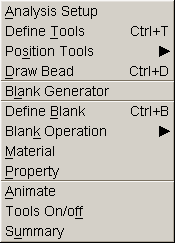 Analysis Setup
Define Tools Ctrl+T
Position Tools
Draw Bead Ctrl+D
Blank Generator
Define Blank Ctrl+B
Blank Operation
Material
Property
Animate
Tools On/off
Summary